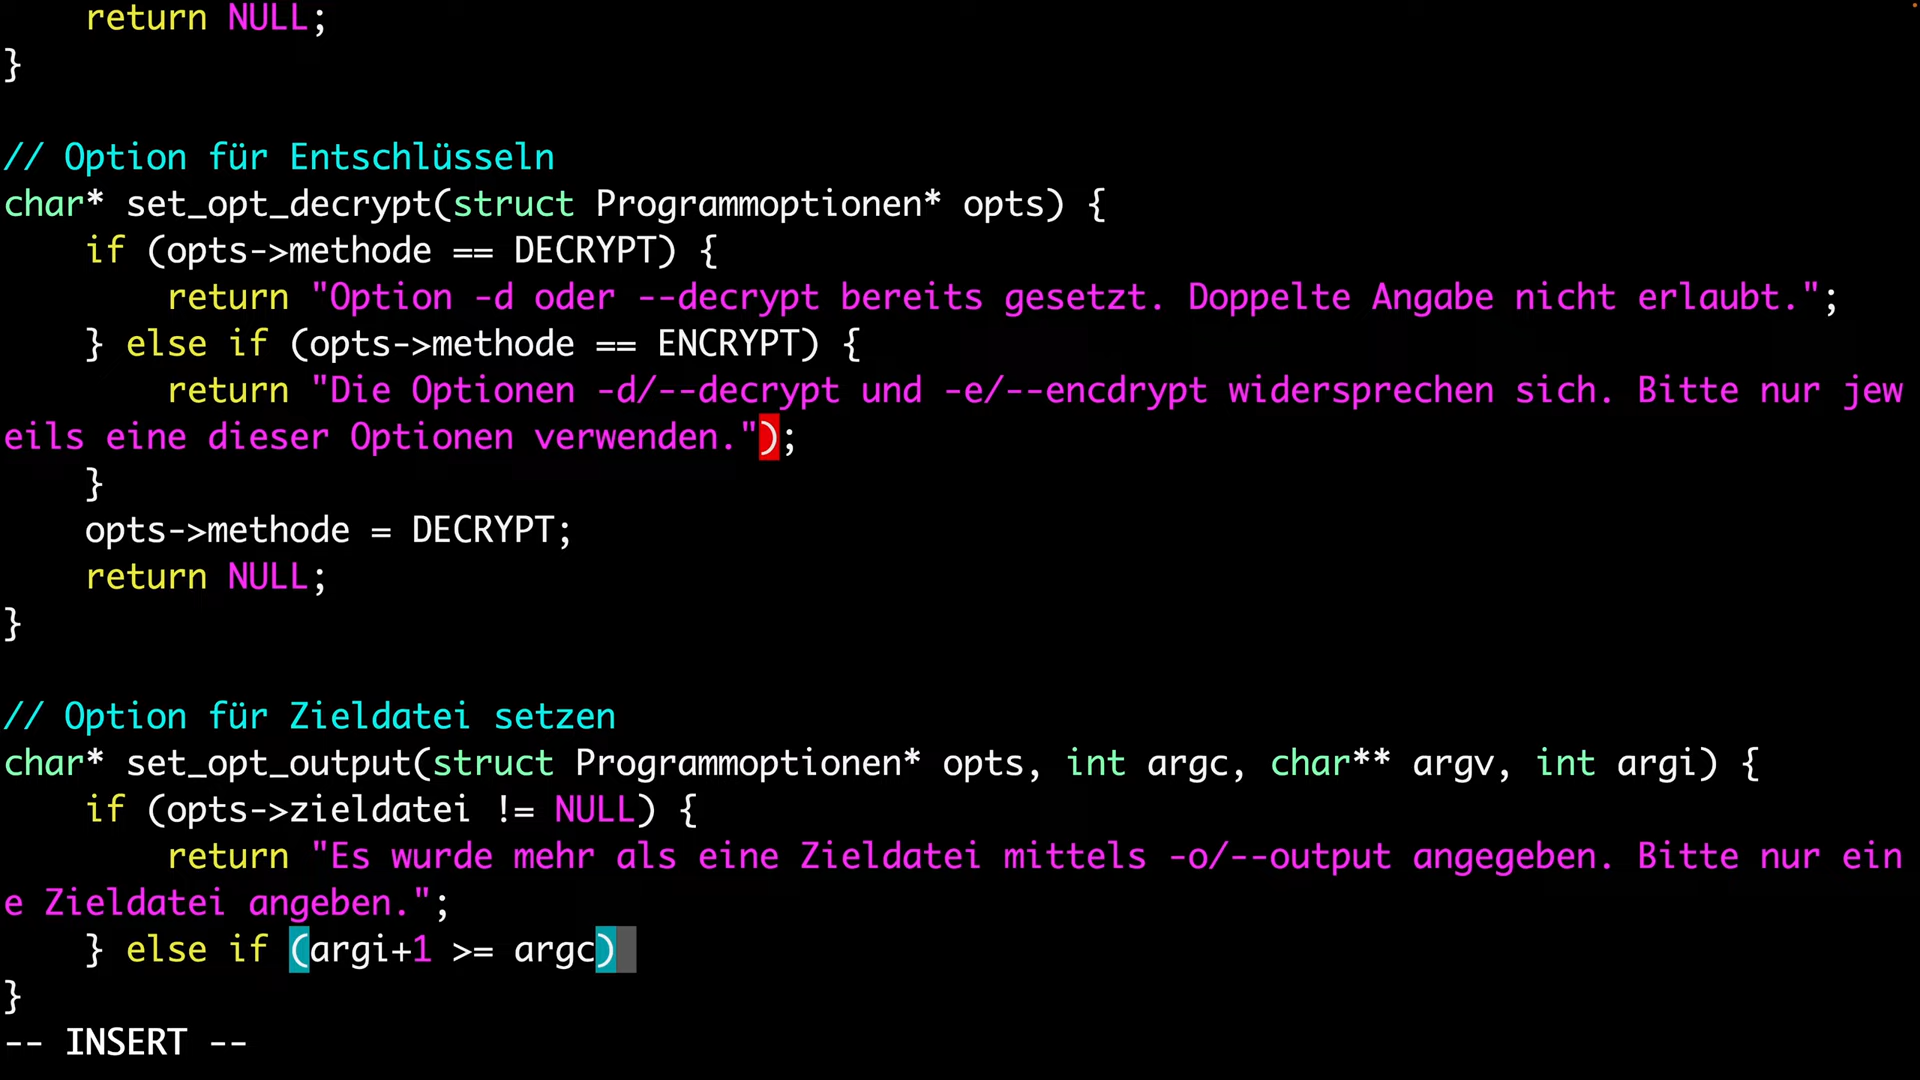 return NULL;
}

// Option für Entschlüsseln
char* set_opt_decrypt(struct Programmoptionen* opts) {
    if (opts->methode == DECRYPT) {
        return "Option -d oder --decrypt bereits gesetzt. Doppelte Angabe nicht erlaubt.";
    } else if (opts->methode == ENCRYPT) {
        return "Die Optionen -d/--decrypt und -e/--encdrypt widersprechen sich. Bitte nur jew
eils eine dieser Optionen verwenden.");
    }
    opts->methode = DECRYPT;
    return NULL;
}

// Option für Zieldatei setzen
char* set_opt_output(struct Programmoptionen* opts, int argc, char** argv, int argi) {
    if (opts->zieldatei != NULL) {
        return "Es wurde mehr als eine Zieldatei mittels -o/--output angegeben. Bitte nur ein
e Zieldatei angeben.";
    } else if (argi+1 >= argc)
}
-- INSERT --